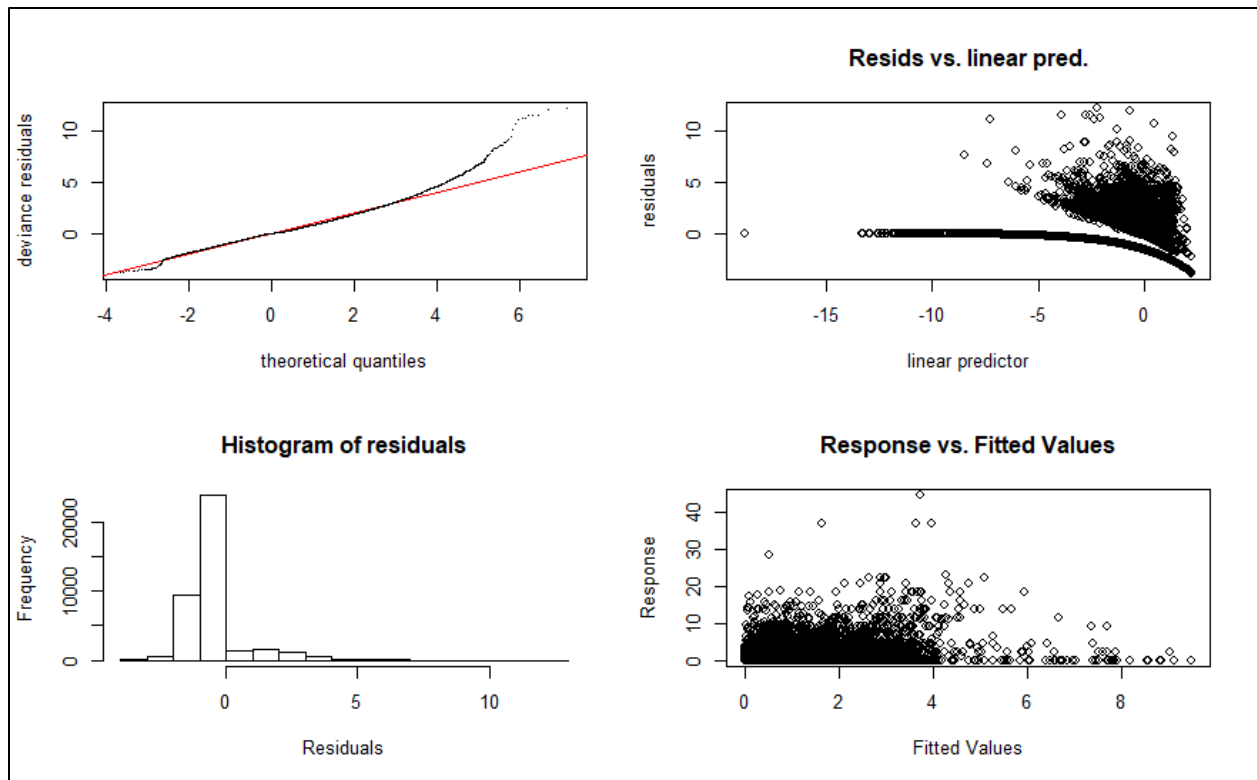 deviance residuals
10
5
0
-4 -2 0 2 4 6
theoretical quantiles
Resids vs. linear pred.
residuals
10
5
0
-15 -10 -5 0
linear predictor
Histogram of residuals
Frequency
20000
10000
0
0 5 10
Residuals
Response vs. Fitted Values
Response
40
30
20
10
0
0 2 4 6 8
Fitted Values